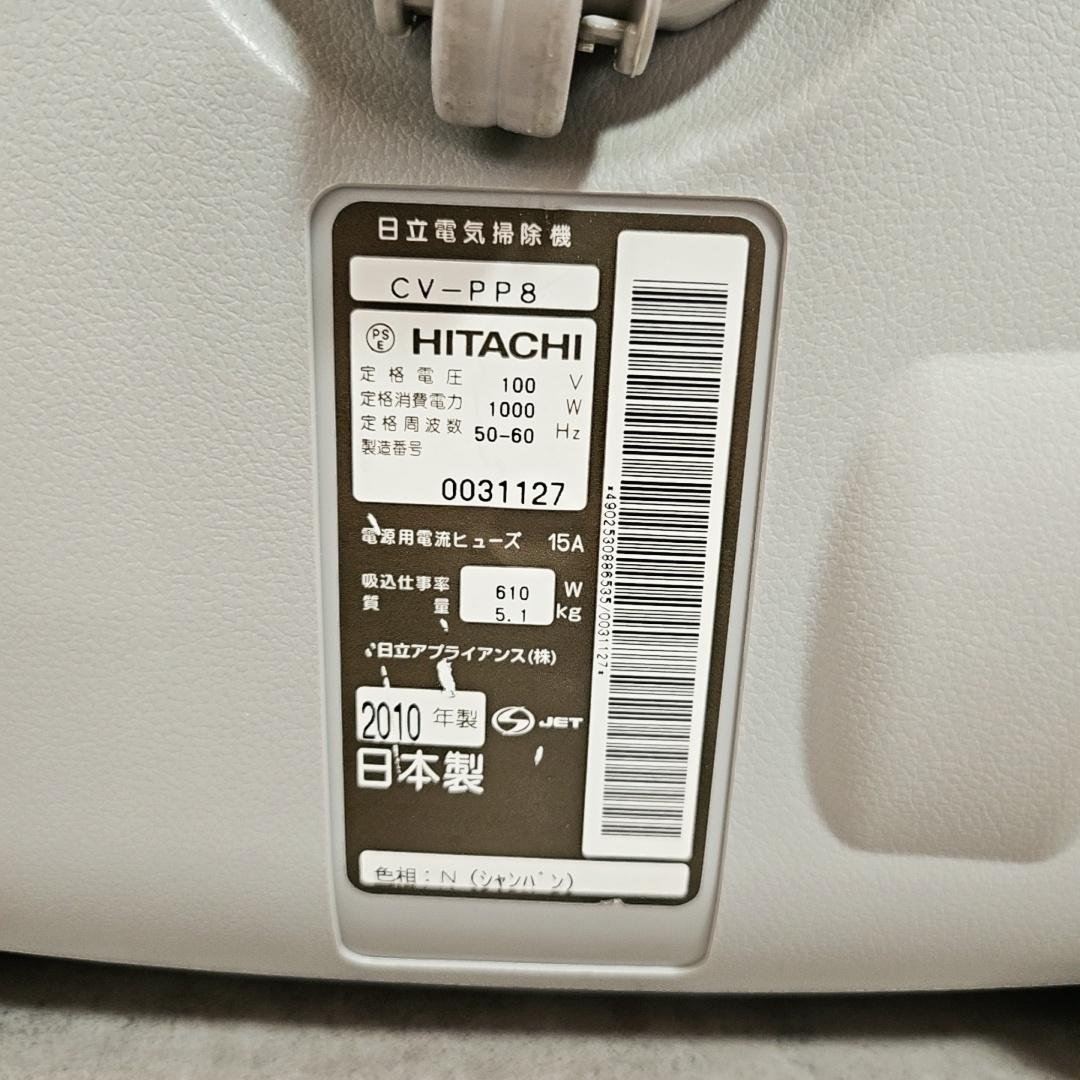 日立電気掃除機
CV-PP8
PSE HITACHI
定格電圧 100 V
定格消費電力 1000 W
定格周波数 50-60 Hz
製造番号
0031127
電源用電流ヒューズ 15A
吸込仕事率 610 W
質量 5.1 kg
日立アプライアンス(株)
2010 年製 S JET
日本製
色相:N (シャンパン)
*4902530886535/0031127*